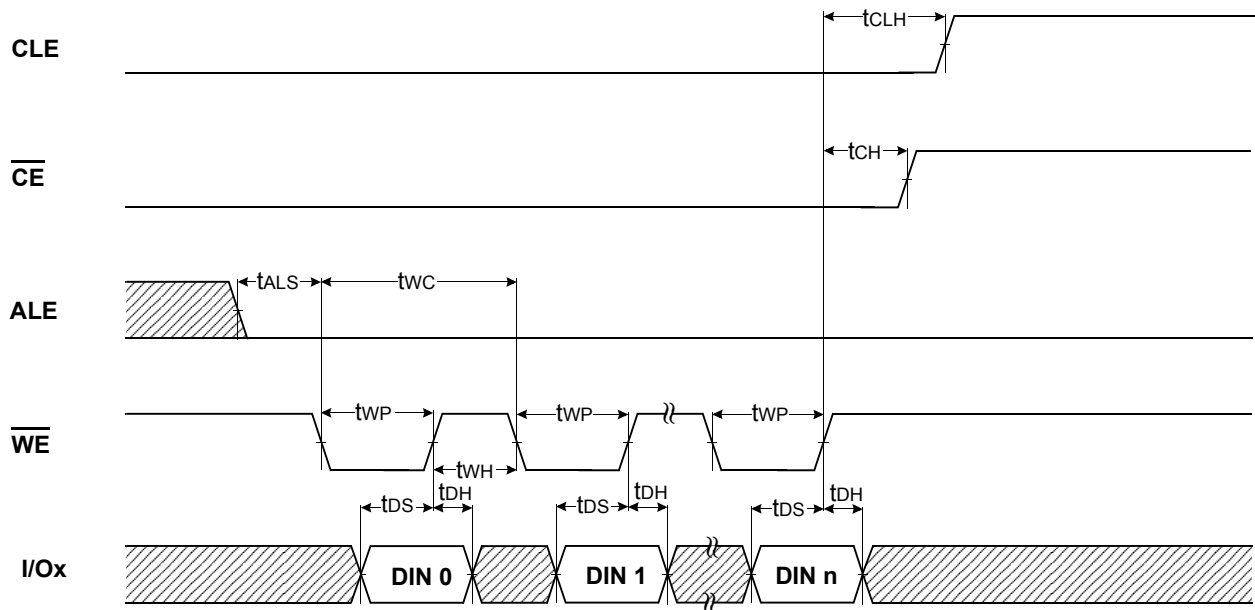 tCLH
CLE
tCH
CE
tALS
tWC
ALE
tWP
tWP
tWP
WE
tWH
tDS
tDH
tDS
tDH
tDS
tDH
I/Ox
DIN 0
DIN 1
DIN n